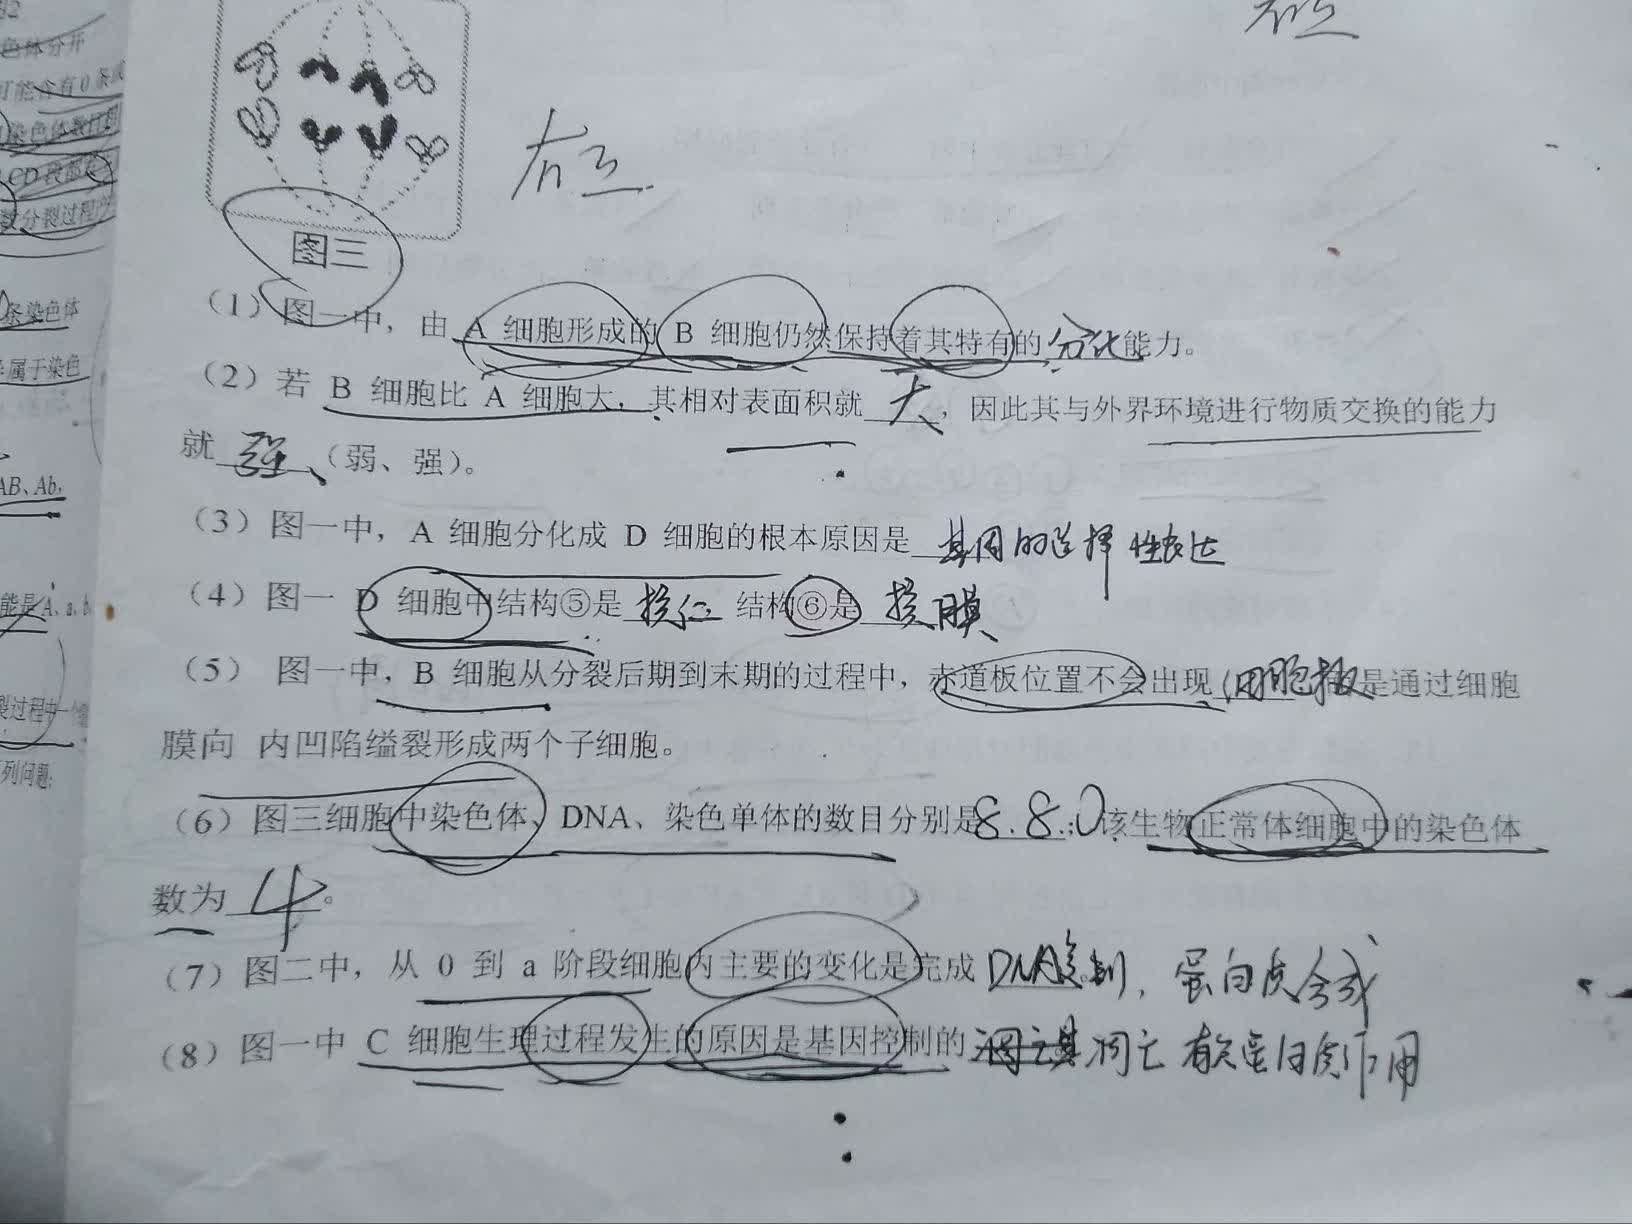 色体分开
可能含有0条或
染色体数目
CD段都
数分裂过程
条染色体
属于染色
AB、Ab,
能是A、a、b
裂过程中一个
列问题:
有丝
有丝
图三
(1)图一中，由 A 细胞形成的 B 细胞仍然保持着其特有的 分化能力。
(2)若 B 细胞比 A 细胞大，其相对表面积就 大 ，因此其与外界环境进行物质交换的能力
就 强 (弱、强)。
(3)图一中，A 细胞分化成 D 细胞的根本原因是 基因的选择性表达
(4)图一 D 细胞中结构⑤是 核仁 结构⑥是 核膜
(5) 图一中, B 细胞从分裂后期到末期的过程中，赤道板位置不会出现 细胞板 是通过细胞
膜向 内凹陷缢裂形成两个子细胞。
(6)图三细胞中染色体、DNA、染色单体的数目分别是 8.8.0 ; 该生物正常体细胞中的染色体
数为 4 。
(7)图二中，从 0 到 a 阶段细胞内主要的变化是完成 DNA复制，蛋白质合成
(8)图一中 C 细胞生理过程发生的原因是基因控制的 凋亡 蛋白质作用